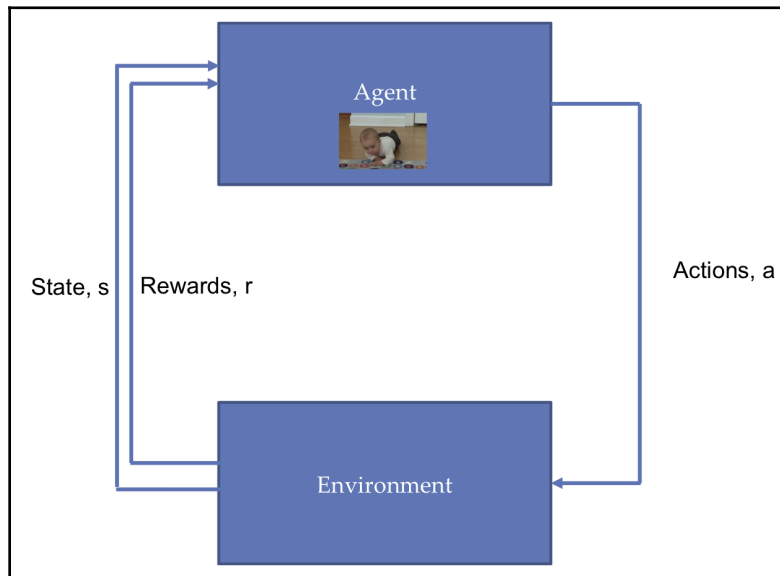 Agent
State, s
Rewards, r
Actions, a
Environment